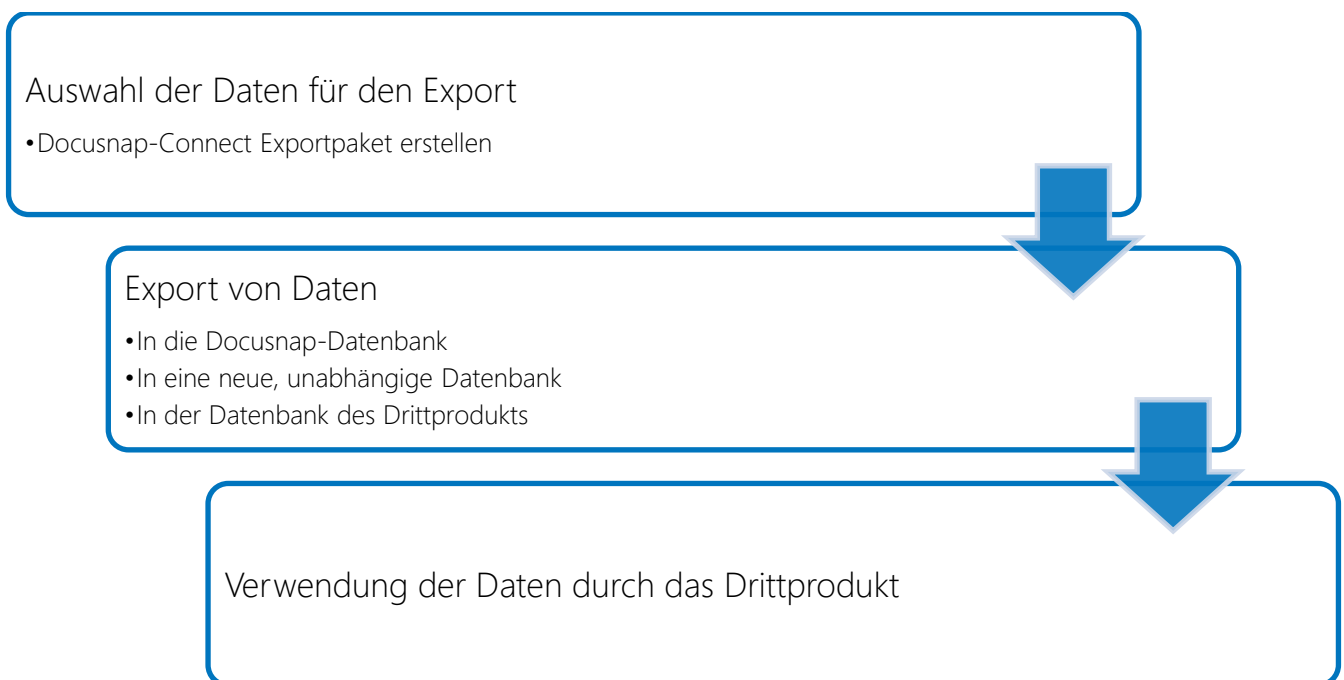 Auswahl der Daten für den Export
•Docusnap-Connect Exportpaket erstellen
Export von Daten
•In die Docusnap-Datenbank
•In eine neue, unabhängige Datenbank
•In der Datenbank des Drittprodukts
Verwendung der Daten durch das Drittprodukt